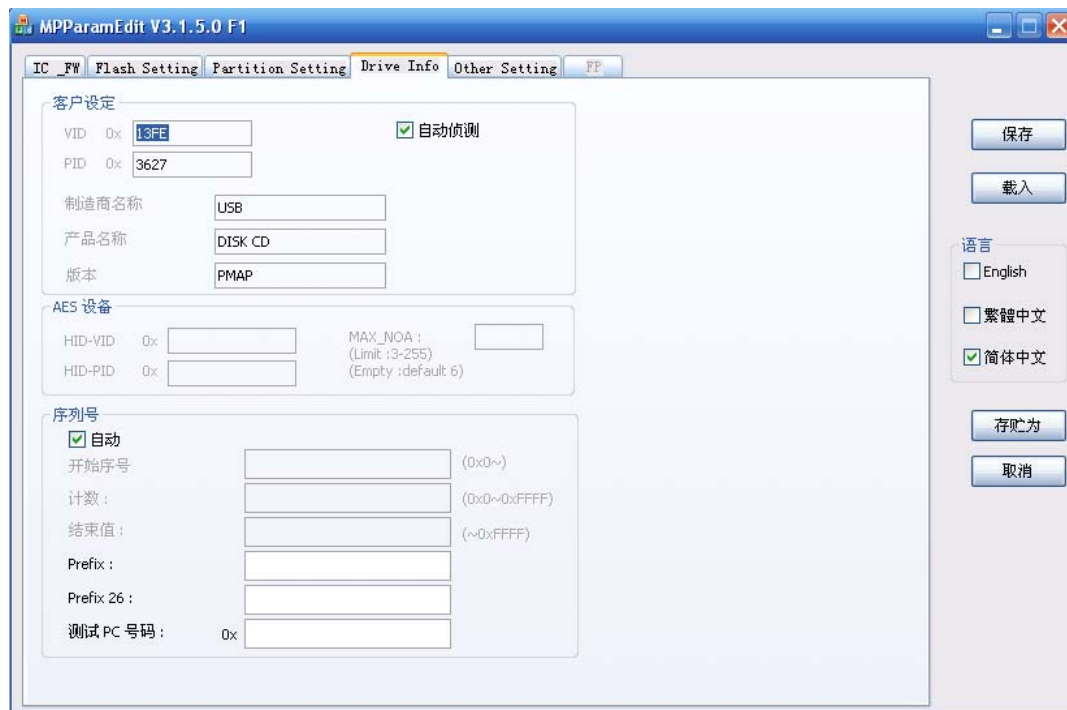 MPParamEdit V3.1.5.0 F1
IC _FW Flash Setting Partition Setting Drive Info Other Setting FP
客户设定
VID 0x 13FE 自动侦测
PID 0x 3627
制造商名称 USB
产品名称 DISK CD
版本 PMAP
AES 设备
HID-VID 0x MAX_NOA :
(Limit :3-255)
HID-PID 0x (Empty :default 6)
序列号
自动
开始序号 (0x0~)
计数 : (0x0~0xFFFF)
结束值 : (~0xFFFF)
Prefix :
Prefix 26 :
测试 PC 号码 : 0x
保存
载入
语言
English
繁體中文
简体中文
存贮为
取消